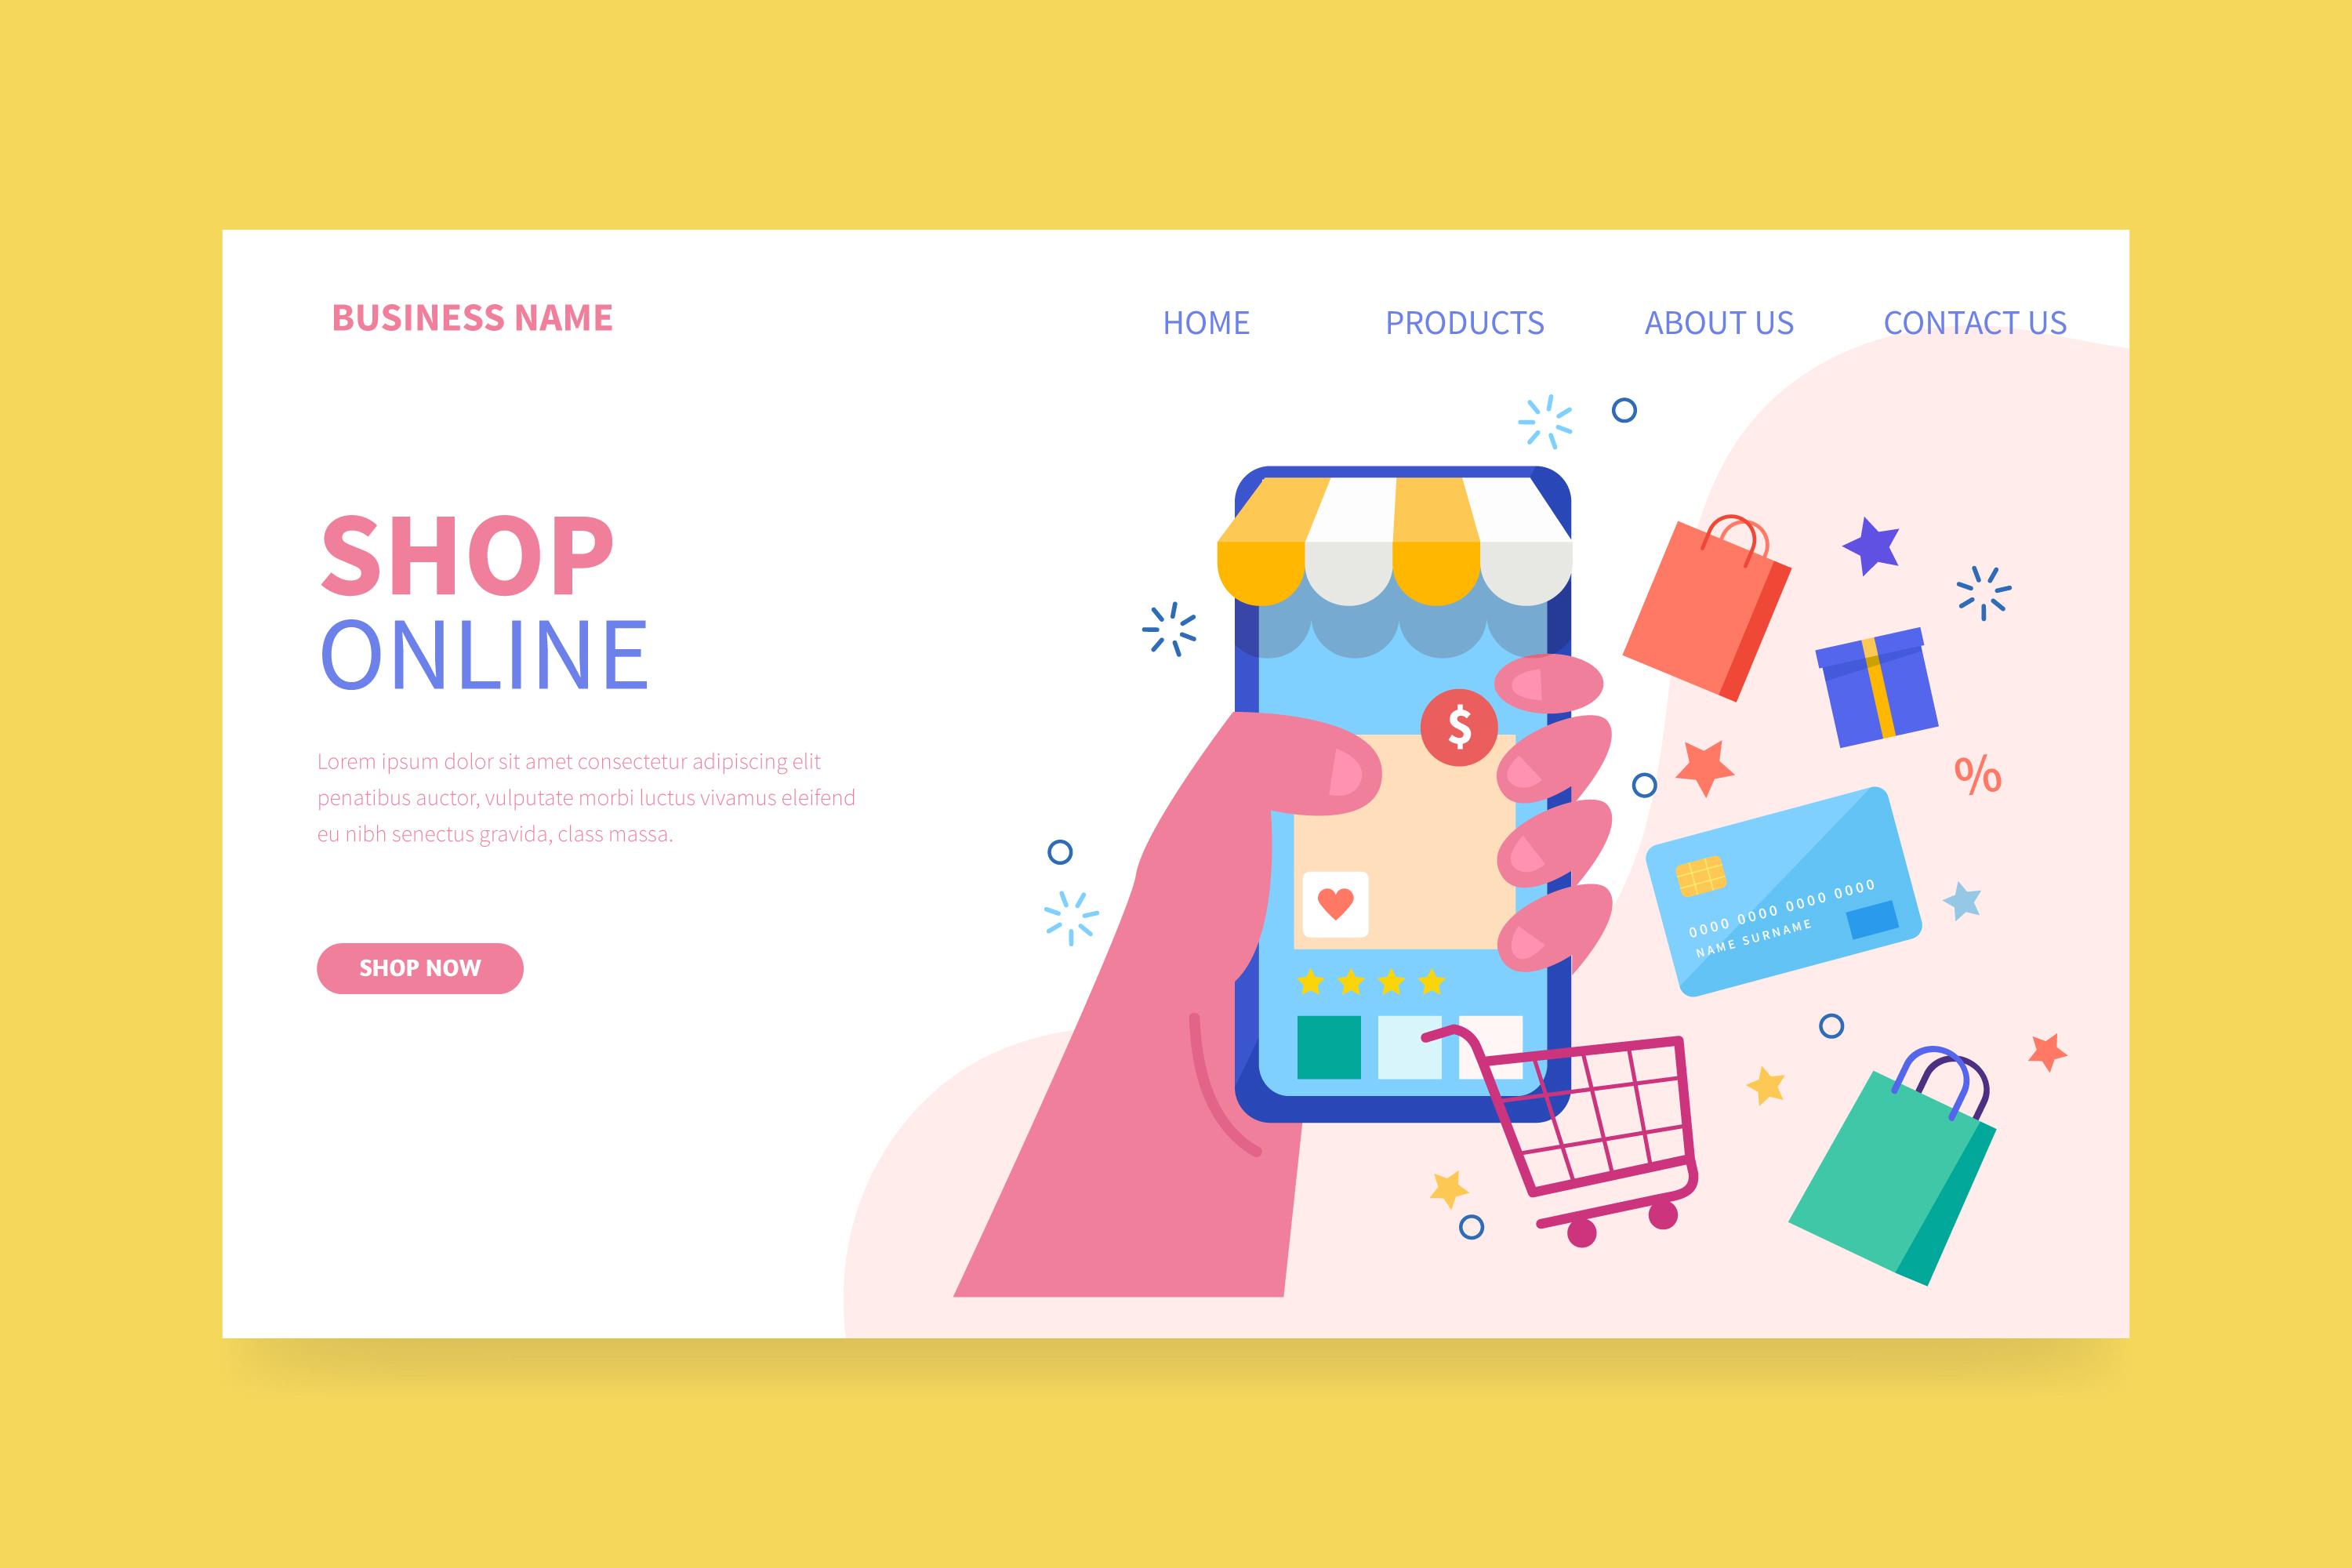 BUSINESS NAME
HOME
PRODUCTS
ABOUT US
CONTACT US
SHOP
ONLINE
Lorem ipsum dolor sit amet consectetur adipiscing elit
penatibus auctor, vulputate morbi luctus vivamus eleifend
eu nibh senectus gravida, class massa.
SHOP NOW
$
%
0000 0000 0000 0000 0000
NAME SURNAME